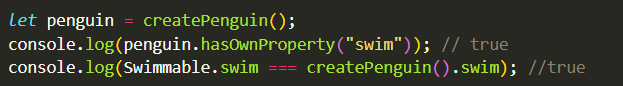 let penguin = createPenguin();
console.log(penguin.hasOwnProperty("swim")); // true
console.log(Swimmable.swim === createPenguin().swim); //true